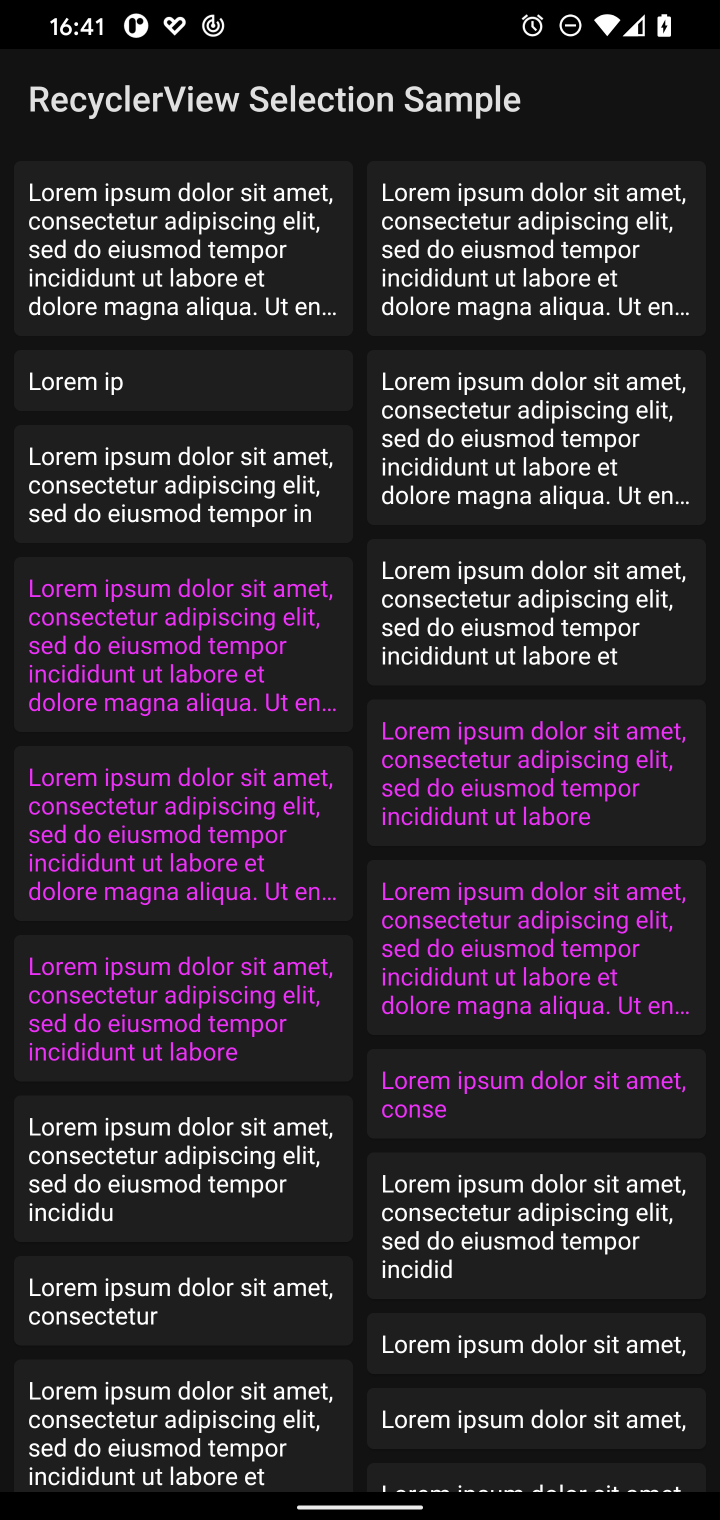 16:41
RecyclerView Selection Sample
Lorem ipsum dolor sit amet,
consectetur adipiscing elit,
sed do eiusmod tempor
incididunt ut labore et
dolore magna aliqua. Ut en…
Lorem ip
Lorem ipsum dolor sit amet,
consectetur adipiscing elit,
sed do eiusmod tempor in
Lorem ipsum dolor sit amet,
consectetur adipiscing elit,
sed do eiusmod tempor
incididunt ut labore et
dolore magna aliqua. Ut en…
Lorem ipsum dolor sit amet,
consectetur adipiscing elit,
sed do eiusmod tempor
incididunt ut labore et
dolore magna aliqua. Ut en…
Lorem ipsum dolor sit amet,
consectetur adipiscing elit,
sed do eiusmod tempor
incididunt ut labore
Lorem ipsum dolor sit amet,
consectetur adipiscing elit,
sed do eiusmod tempor
incididu
Lorem ipsum dolor sit amet,
consectetur
Lorem ipsum dolor sit amet,
consectetur adipiscing elit,
sed do eiusmod tempor
incididunt ut labore et
Lorem ipsum dolor sit amet,
consectetur adipiscing elit,
sed do eiusmod tempor
incididunt ut labore et
dolore magna aliqua. Ut en…
Lorem ipsum dolor sit amet,
consectetur adipiscing elit,
sed do eiusmod tempor
incididunt ut labore et
dolore magna aliqua. Ut en…
Lorem ipsum dolor sit amet,
consectetur adipiscing elit,
sed do eiusmod tempor
incididunt ut labore et
Lorem ipsum dolor sit amet,
consectetur adipiscing elit,
sed do eiusmod tempor
incididunt ut labore
Lorem ipsum dolor sit amet,
consectetur adipiscing elit,
sed do eiusmod tempor
incididunt ut labore et
dolore magna aliqua. Ut en…
Lorem ipsum dolor sit amet,
conse
Lorem ipsum dolor sit amet,
consectetur adipiscing elit,
sed do eiusmod tempor
incidid
Lorem ipsum dolor sit amet,
Lorem ipsum dolor sit amet,